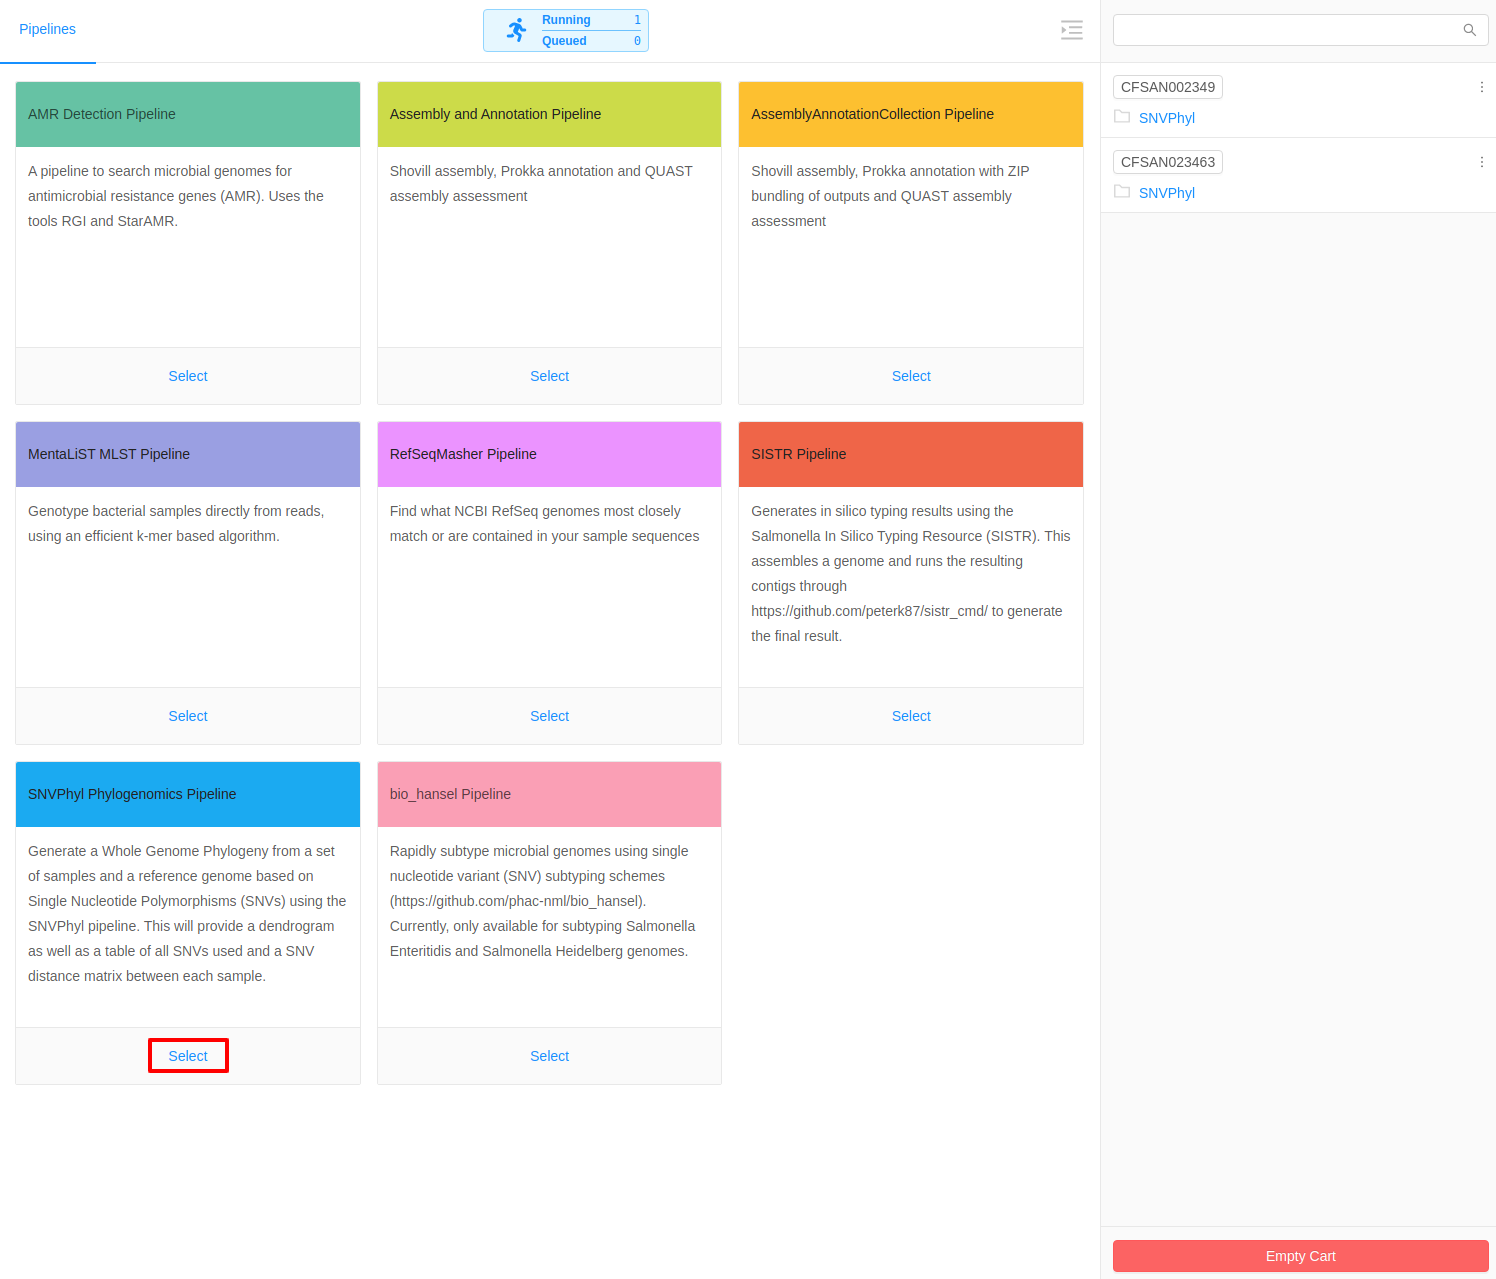 Pipelines
Running 1
Queued 0
AMR Detection Pipeline
A pipeline to search microbial genomes for
antimicrobial resistance genes (AMR). Uses the
tools RGI and StarAMR.
Select
Assembly and Annotation Pipeline
Shovill assembly, Prokka annotation and QUAST
assembly assessment
Select
AssemblyAnnotationCollection Pipeline
Shovill assembly, Prokka annotation with ZIP
bundling of outputs and QUAST assembly
assessment
Select
MentaLiST MLST Pipeline
Genotype bacterial samples directly from reads,
using an efficient k-mer based algorithm.
Select
RefSeqMasher Pipeline
Find what NCBI RefSeq genomes most closely
match or are contained in your sample sequences
Select
SISTR Pipeline
Generates in silico typing results using the
Salmonella In Silico Typing Resource (SISTR). This
assembles a genome and runs the resulting
contigs through
https://github.com/peterk87/sistr_cmd/ to generate
the final result.
Select
SNVPhyl Phylogenomics Pipeline
Generate a Whole Genome Phylogeny from a set
of samples and a reference genome based on
Single Nucleotide Polymorphisms (SNVs) using the
SNVPhyl pipeline. This will provide a dendrogram
as well as a table of all SNVs used and a SNV
distance matrix between each sample.
Select
bio_hansel Pipeline
Rapidly subtype microbial genomes using single
nucleotide variant (SNV) subtyping schemes
(https://github.com/phac-nml/bio_hansel).
Currently, only available for subtyping Salmonella
Enteritidis and Salmonella Heidelberg genomes.
Select
CFSAN002349
SNVPhyl
CFSAN023463
SNVPhyl
Empty Cart